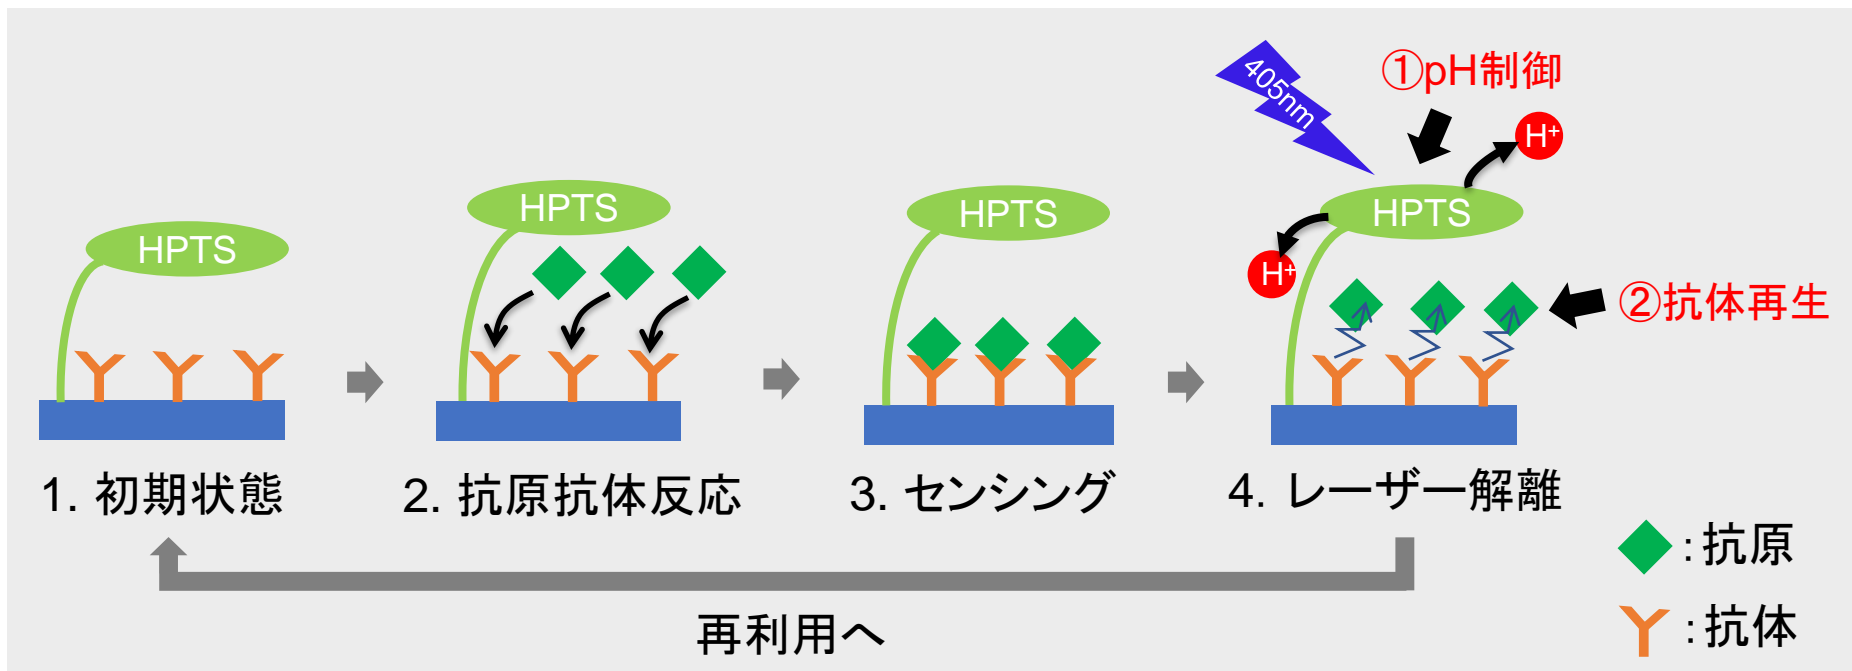 405nm
①pH制御
H⁺
HPTS
HPTS
HPTS
HPTS
H⁺
②抗体再生
1. 初期状態
2. 抗原抗体反応
3. センシング
4. レーザー解離
:抗原
再利用へ
:抗体